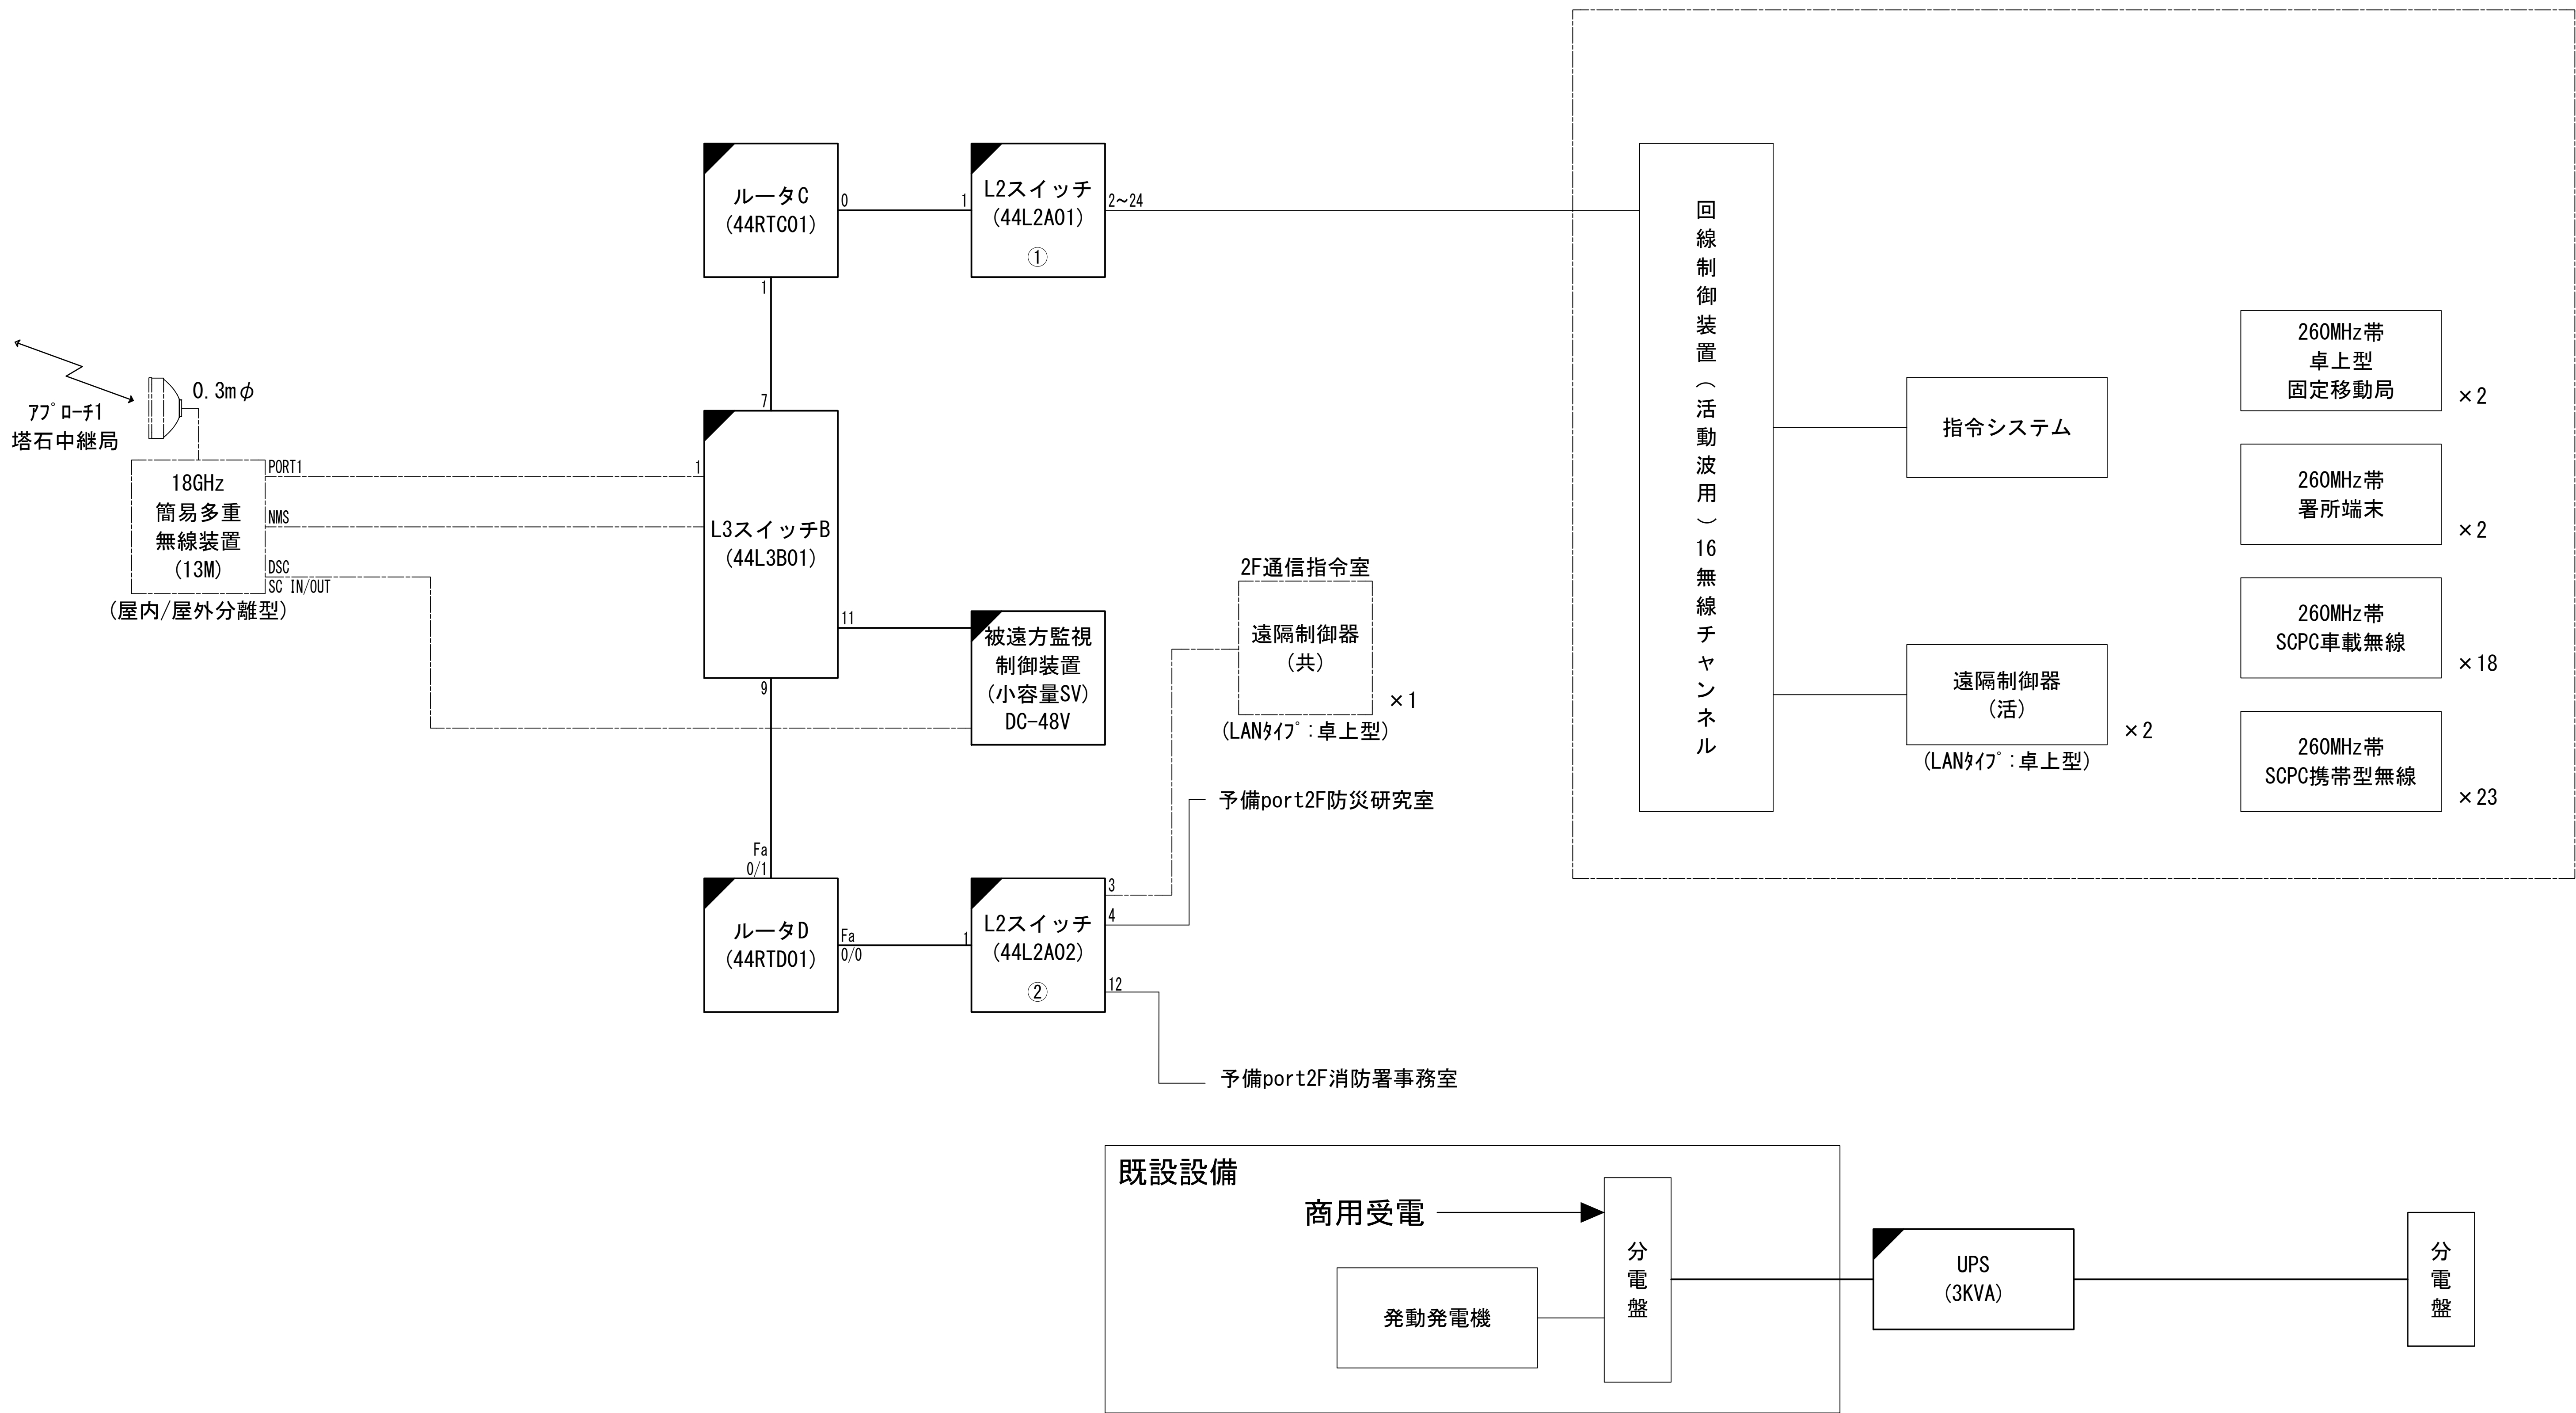 ルータC
(44RTC01)
0
1
1
L2スイッチ
(44L2A01)
①
2～24
0.3mφ
ｱﾌﾟﾛｰﾁ1
塔石中継局
18GHz
簡易多重
無線装置
(13M)
(屋内/屋外分離型)
PORT1
NMS
DSC
SC IN/OUT
7
1
L3スイッチB
(44L3B01)
11
9
被遠方監視
制御装置
(小容量SV)
DC-48V
2F通信指令室
遠隔制御器
(共)
×1
(LANﾀｲﾌﾟ:卓上型)
予備port2F防災研究室
Fa
0/1
ルータD
(44RTD01)
Fa
0/0
1
L2スイッチ
(44L2A02)
②
3
4
12
予備port2F消防署事務室
回線制御装置（活動波用）16無線チャンネル
指令システム
遠隔制御器
(活)
×2
(LANﾀｲﾌﾟ:卓上型)
260MHz帯
卓上型
固定移動局
×2
260MHz帯
署所端末
×2
260MHz帯
SCPC車載無線
×18
260MHz帯
SCPC携帯型無線
×23
既設設備
商用受電
発動発電機
分電盤
UPS
(3KVA)
分電盤